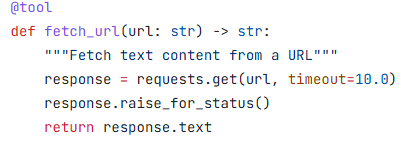 @tool
def fetch_url(url: str) -> str:
    """Fetch text content from a URL"""
    response = requests.get(url, timeout=10.0)
    response.raise_for_status()
    return response.text